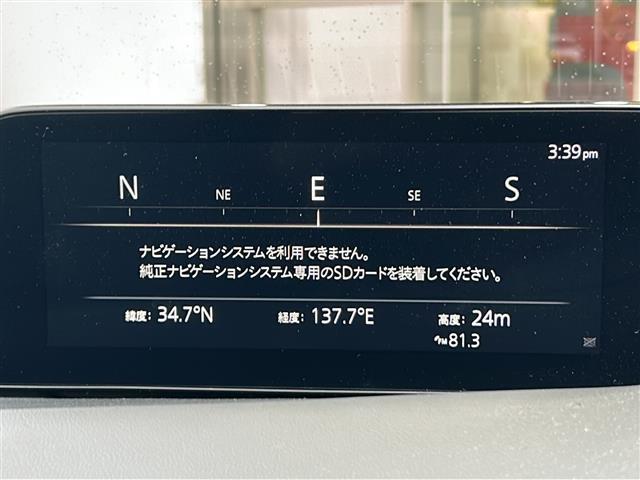 3:39pm
N NE E SE S
ナビゲーションシステムを利用できません。
純正ナビゲーションシステム専用のSDカードを装着してください。
緯度: 34.7°N 経度: 137.7°E 高度: 24m
FM 81.3